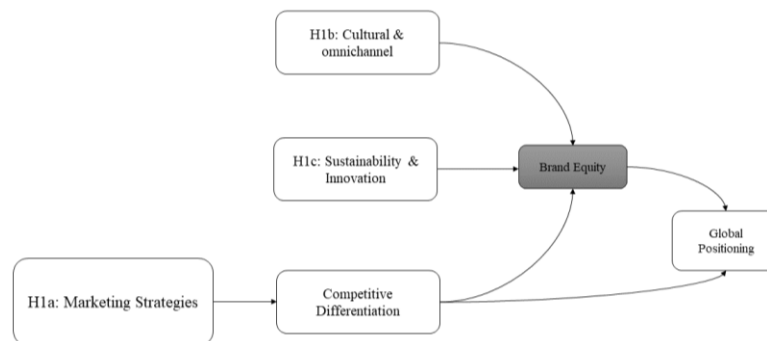 H1b: Cultural &
omnichannel
H1c: Sustainability &
Innovation
Brand Equity
Global
Positioning
H1a: Marketing Strategies
Competitive
Differentiation